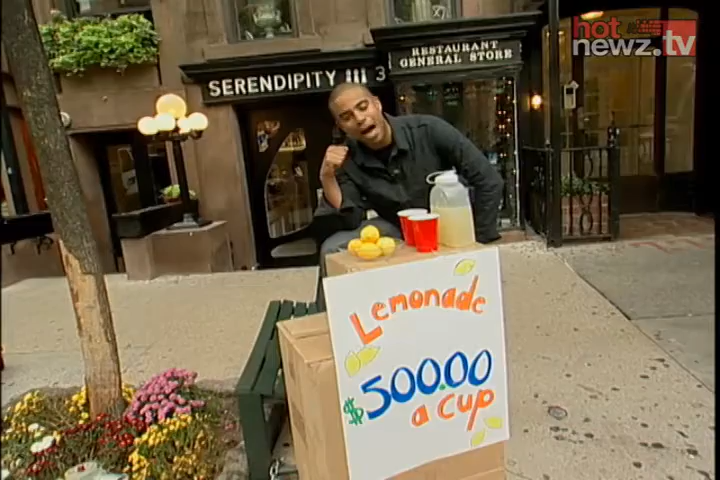 hot
newz.tv
SERENDIPITY III 3
RESTAURANT
GENERAL STORE
Lemonade
$500.00
a cup